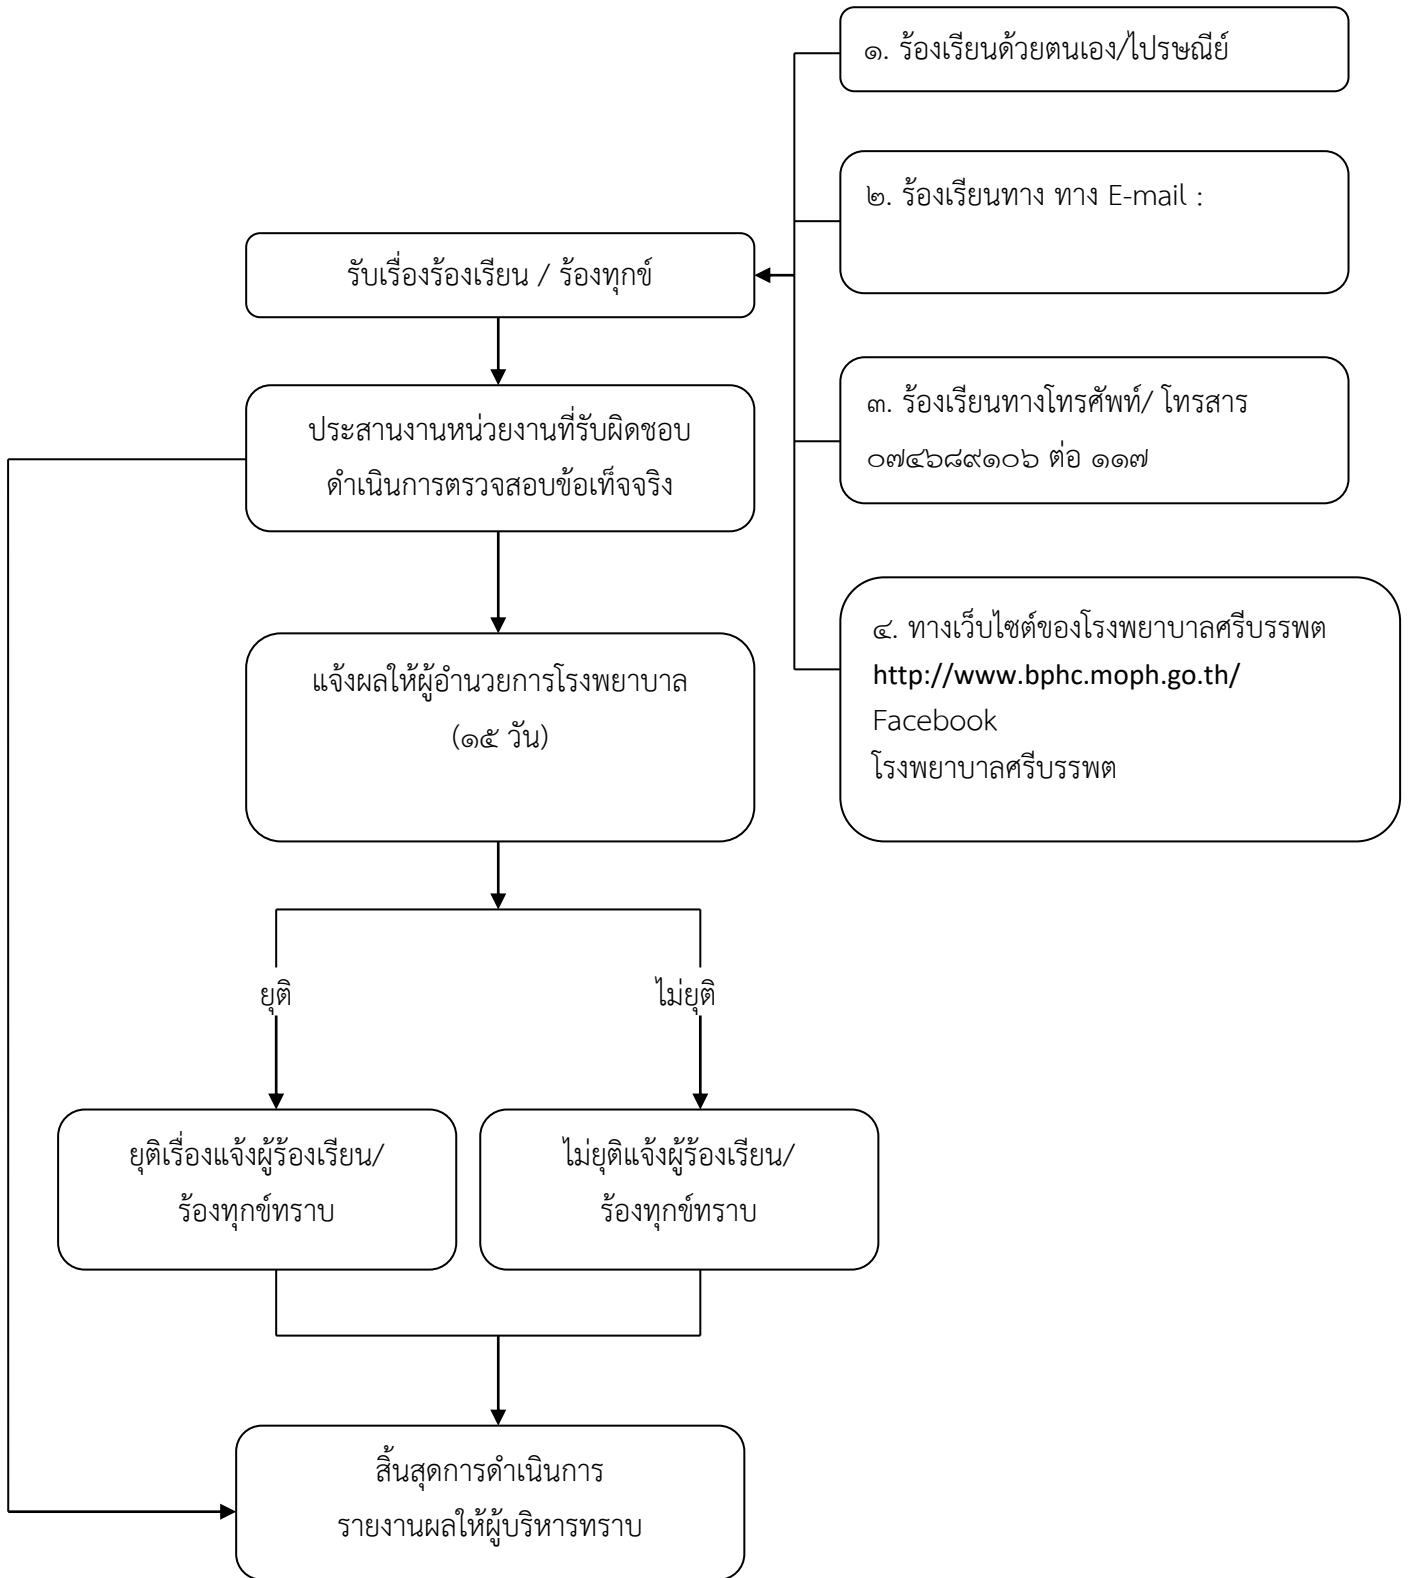 ๑. ร้องเรียนด้วยตนเอง/ไปรษณีย์
๒. ร้องเรียนทาง ทาง E-mail :
รับเรื่องร้องเรียน / ร้องทุกข์
๓. ร้องเรียนทางโทรศัพท์/ โทรสาร
๐๗๔๖๘๙๑๐๖ ต่อ ๑๑๗
ประสานงานหน่วยงานที่รับผิดชอบ
ดำเนินการตรวจสอบข้อเท็จจริง
๔. ทางเว็บไซต์ของโรงพยาบาลศรีบรรพต
http://www.bphc.moph.go.th/
Facebook
โรงพยาบาลศรีบรรพต
แจ้งผลให้ผู้อำนวยการโรงพยาบาล
(๑๕ วัน)
ยุติ
ไม่ยุติ
ยุติเรื่องแจ้งผู้ร้องเรียน/
ร้องทุกข์ทราบ
ไม่ยุติแจ้งผู้ร้องเรียน/
ร้องทุกข์ทราบ
สิ้นสุดการดำเนินการ
รายงานผลให้ผู้บริหารทราบ